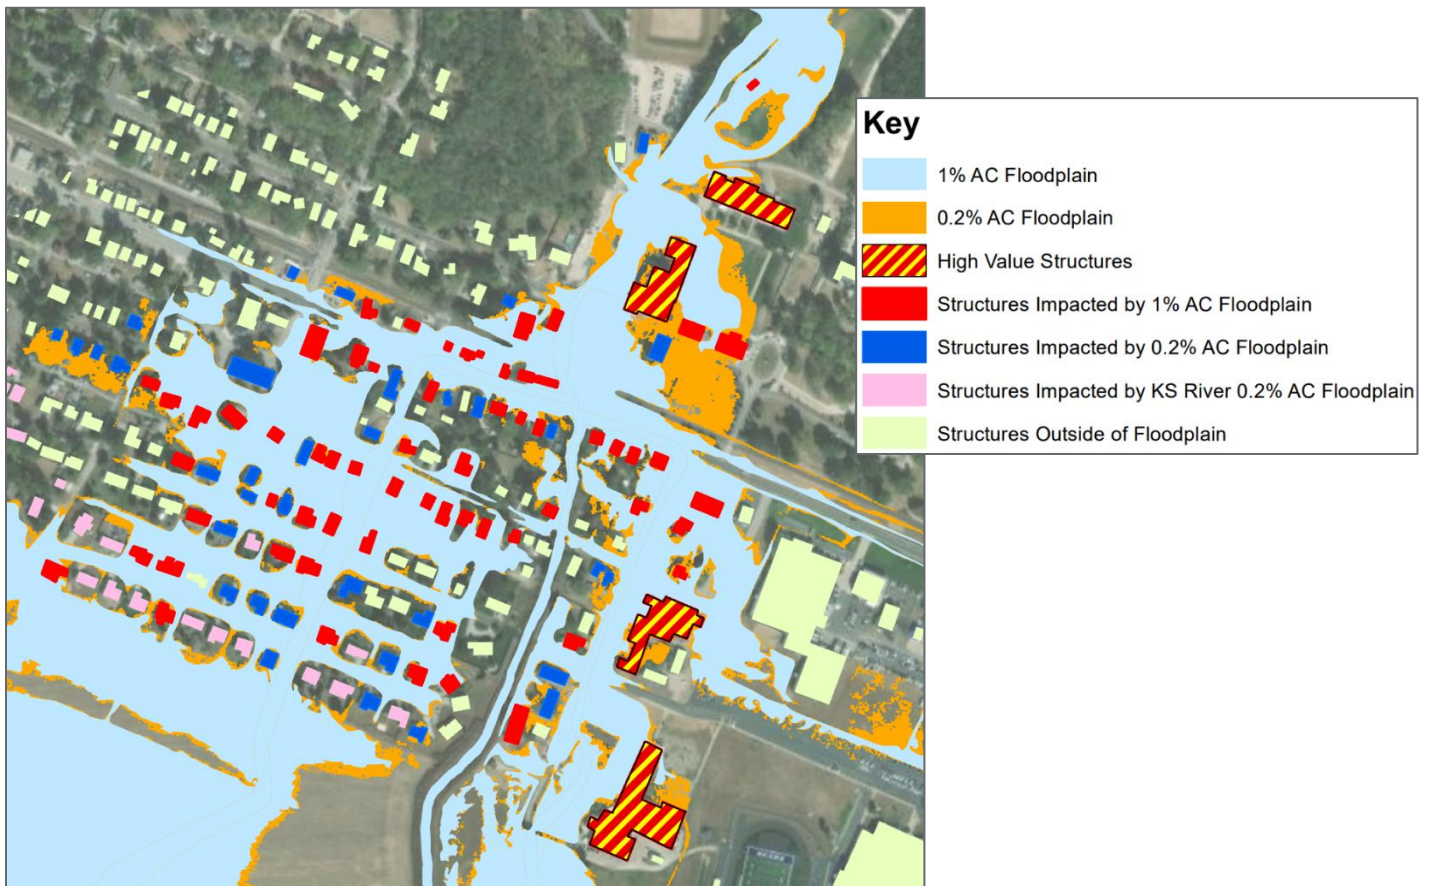 Key
1% AC Floodplain
0.2% AC Floodplain
High Value Structures
Structures Impacted by 1% AC Floodplain
Structures Impacted by 0.2% AC Floodplain
Structures Impacted by KS River 0.2% AC Floodplain
Structures Outside of Floodplain